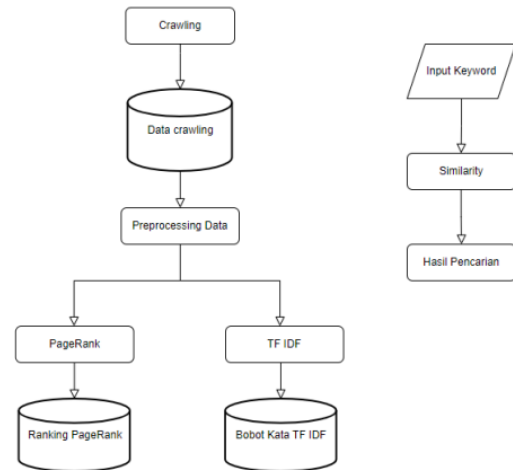 Crawling
Data crawling
Preprocessing Data
PageRank
TF IDF
Ranking PageRank
Bobot Kata TF IDF
Input Keyword
Similarity
Hasil Pencarian